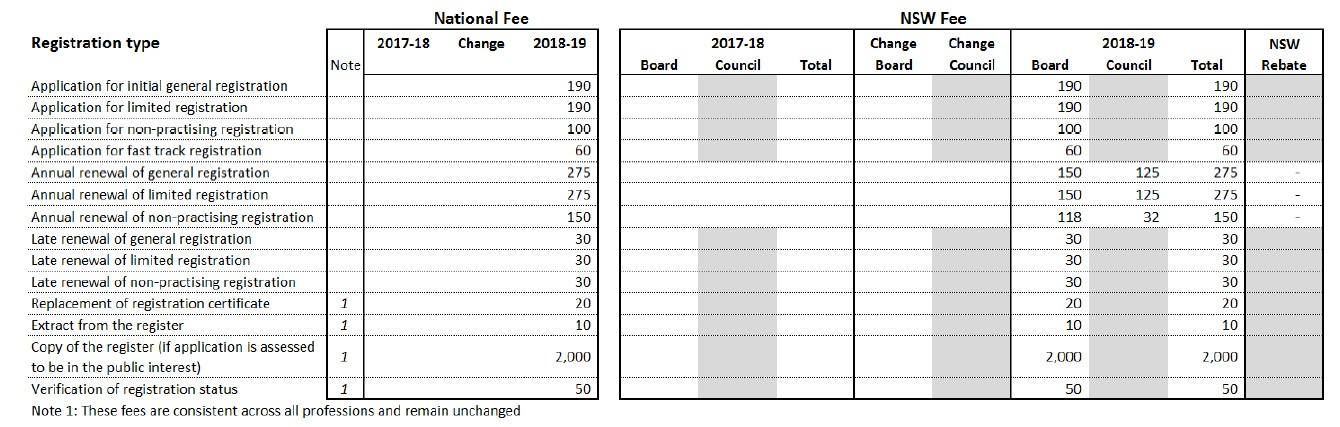 National Fee NSW Fee
Registration type 2017-18 Change 2018-19 2017-18 Change Change 2018-19 NSW
Note Board Council Total Board Council Board Council Total Rebate
Application for initial general registration 190 190 190
Application for limited registration 190 190 190
Application for non-practising registration 100 100 100
Application for fast track registration 60 60 60
Annual renewal of general registration 275 150 125 275 -
Annual renewal of limited registration 275 150 125 275 -
Annual renewal of non-practising registration 150 118 32 150 -
Late renewal of general registration 30 30 30
Late renewal of limited registration 30 30 30
Late renewal of non-practising registration 30 30 30
Replacement of registration certificate 1 20 20 20
Extract from the register 1 10 10 10
Copy of the register (if application is assessed
to be in the public interest) 1 2,000 2,000 2,000
Verification of registration status 1 50 50 50
Note 1: These fees are consistent across all professions and remain unchanged